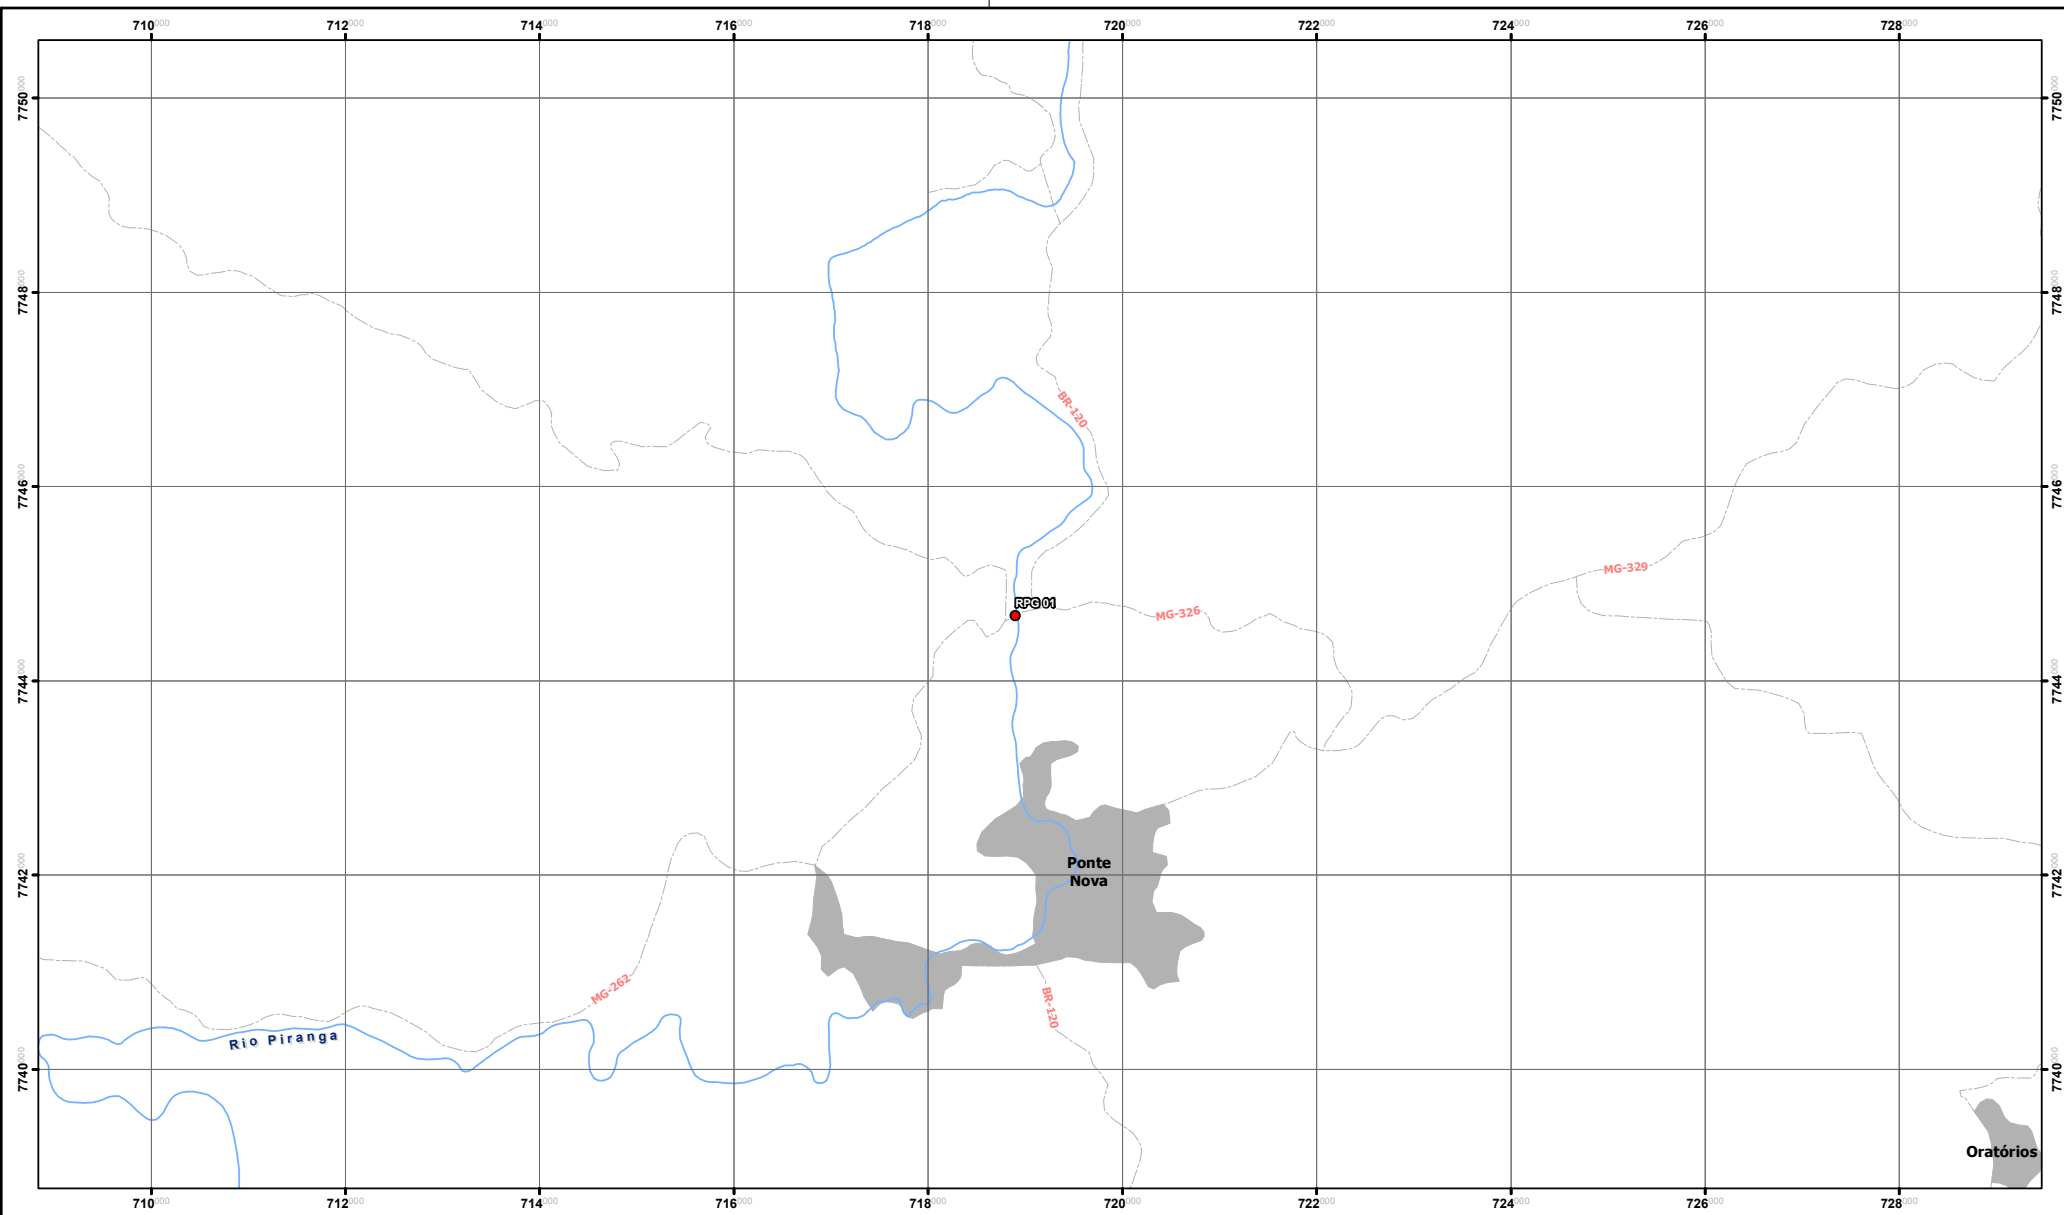 710000 712000 714000 716000 718000 720000 722000 724000 726000 728000
7750000 7750000
7748000 7748000
BR-120
7746000 7746000
MG-329
RPG 01
MG-326
7744000 7744000
Ponte
Nova
7742000 7742000
MG-262
BR-120
Rio Piranga
7740000 7740000
Oratórios
710000 712000 714000 716000 718000 720000 722000 724000 726000 728000